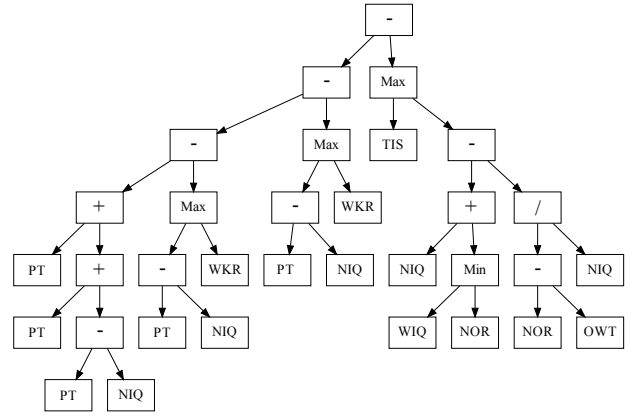 -
- Max
- Max TIS -
+ Max - WKR + /
PT + - WKR PT NIQ NIQ Min - NIQ
PT - PT NIQ WIQ NOR NOR OWT
PT NIQ